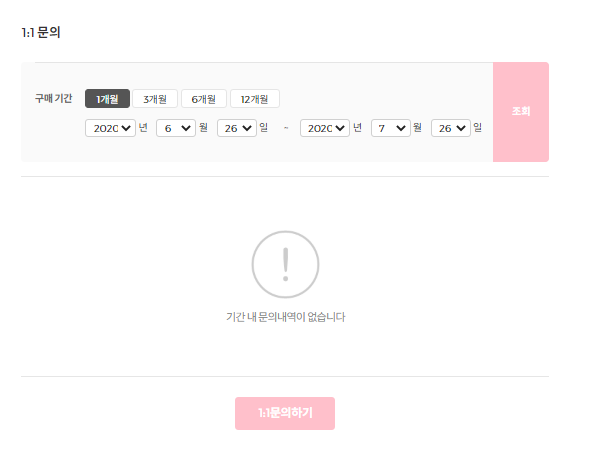 1:1 문의
구매 기간 1개월 3개월 6개월 12개월
2020 년 6 월 26 일 ~ 2020 년 7 월 26 일
조회
기간 내 문의내역이 없습니다
1:1문의하기